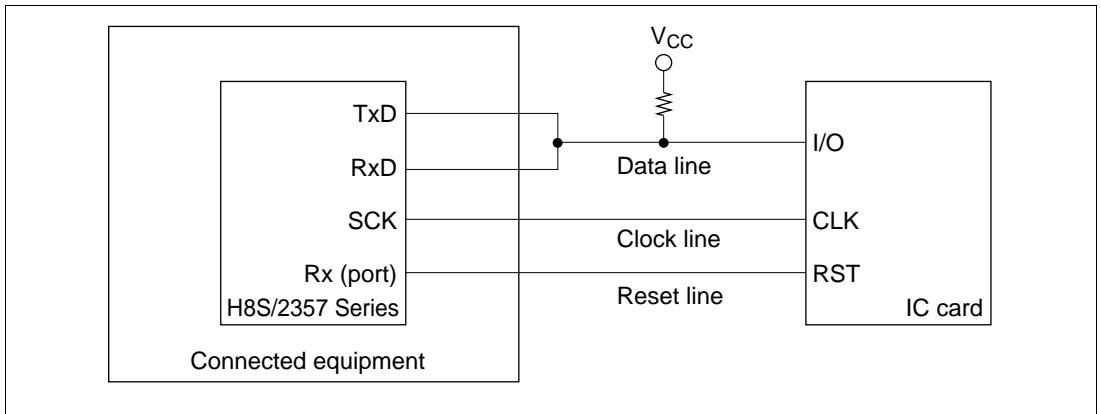 VCC
TxD
RxD
SCK
Rx (port)
H8S/2357 Series
Connected equipment
Data line
Clock line
Reset line
I/O
CLK
RST
IC card